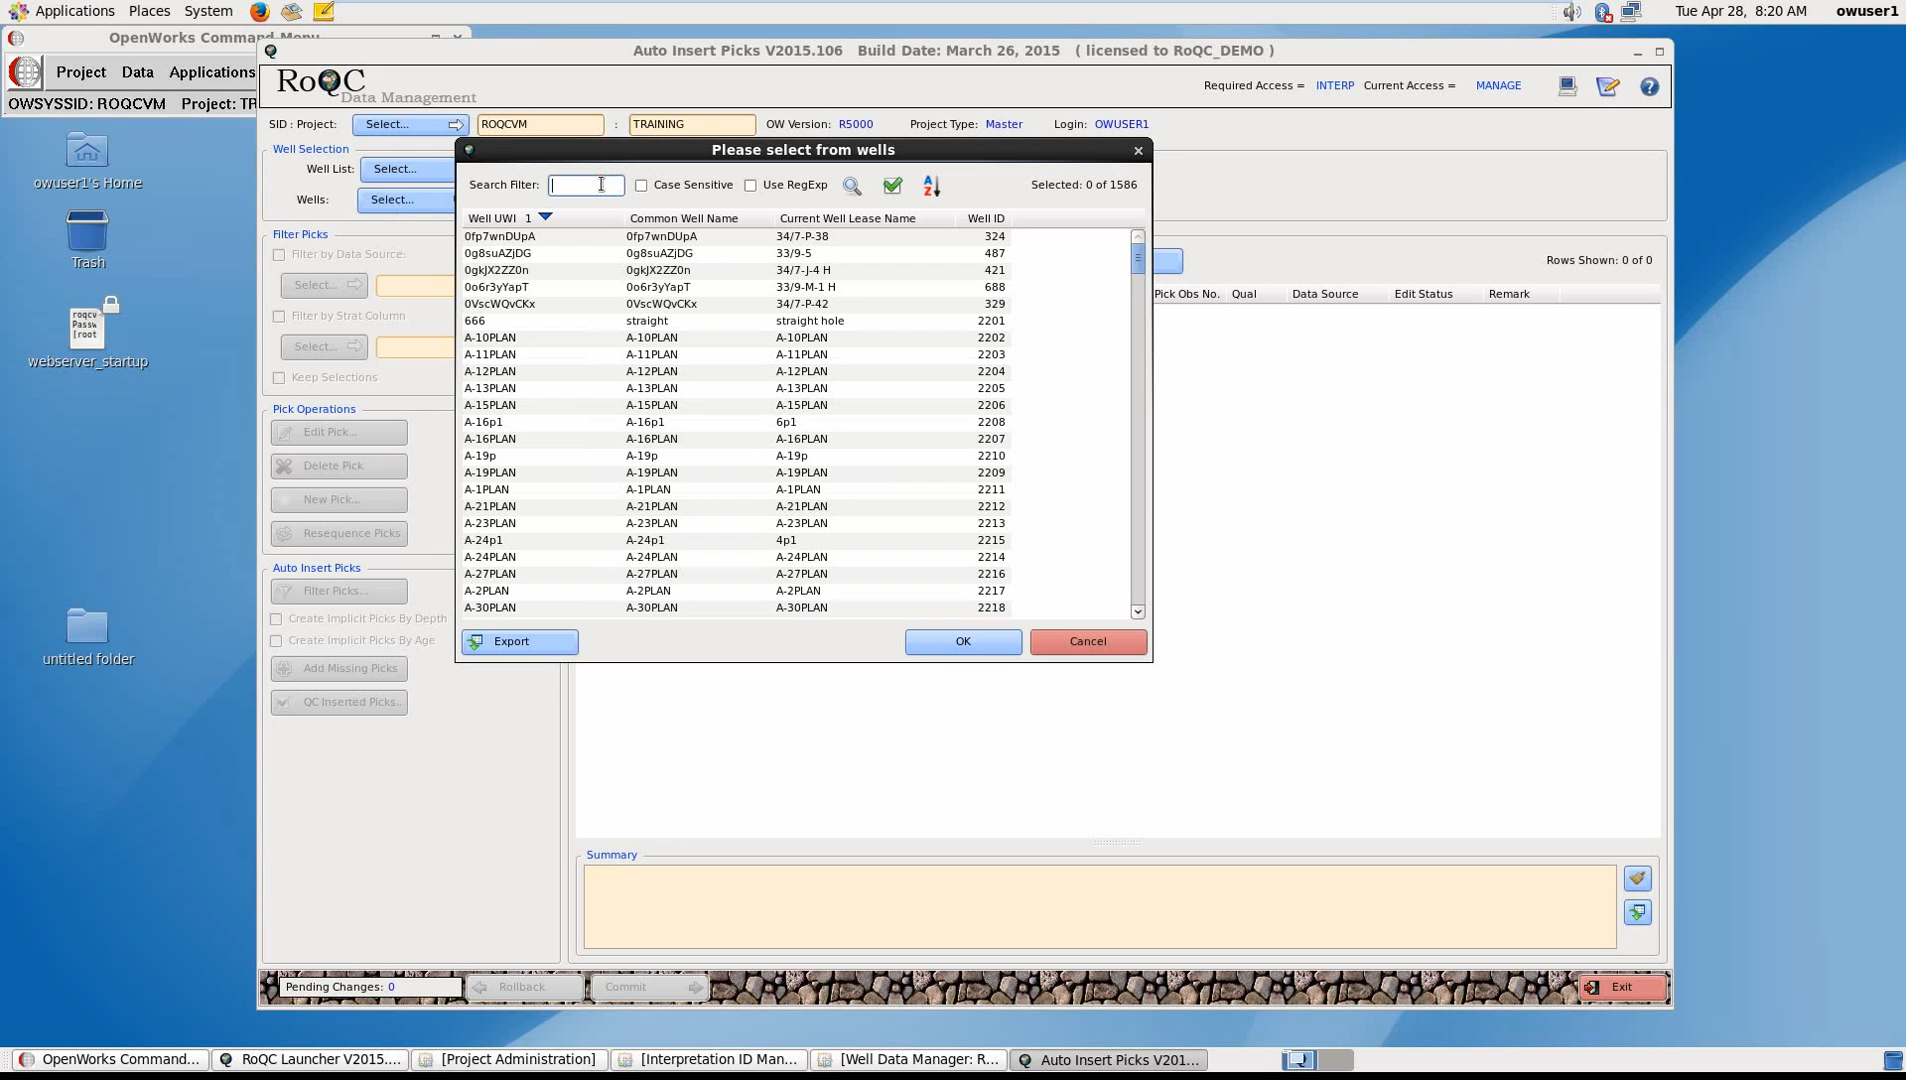 Applications Places System Tue Apr 28, 8:20 AM owuser1
OpenWorks Command Menu
Auto Insert Picks V2015.106 Build Date: March 26, 2015 ( licensed to RoQC_DEMO )
Project Data Applications
RoQC Data Management
Required Access = INTERP Current Access = MANAGE
OWSYSSID: ROQCVM Project: TR
SID : Project: Select... ROQCVM : TRAINING OW Version: R5000 Project Type: Master Login: OWUSER1
Well Selection
Well List: Select...
Wells: Select...
Filter Picks
Filter by Data Source:
Select...
Filter by Strat Column
Select...
Keep Selections
Pick Operations
Edit Pick...
Delete Pick
New Pick...
Resequence Picks
Auto Insert Picks
Filter Picks...
Create Implicit Picks By Depth
Create Implicit Picks By Age
Add Missing Picks
QC Inserted Picks..
owuser1's Home
Trash
roqcv
Passw
[root
webserver_startup
untitled folder
Please select from wells
Search Filter: Case Sensitive Use RegExp A Z Selected: 0 of 1586
Well UWI 1 Common Well Name Current Well Lease Name Well ID
0fp7wnDUpA 0fp7wnDUpA 34/7-P-38 324
0g8suAZjDG 0g8suAZjDG 33/9-5 487
0gkJX2ZZ0n 0gkJX2ZZ0n 34/7-J-4 H 421
0o6r3yYapT 0o6r3yYapT 33/9-M-1 H 688
0VscWQvCKx 0VscWQvCKx 34/7-P-42 329
666 straight straight hole 2201
A-10PLAN A-10PLAN A-10PLAN 2202
A-11PLAN A-11PLAN A-11PLAN 2203
A-12PLAN A-12PLAN A-12PLAN 2204
A-13PLAN A-13PLAN A-13PLAN 2205
A-15PLAN A-15PLAN A-15PLAN 2206
A-16p1 A-16p1 6p1 2208
A-16PLAN A-16PLAN A-16PLAN 2207
A-19p A-19p A-19p 2210
A-19PLAN A-19PLAN A-19PLAN 2209
A-1PLAN A-1PLAN A-1PLAN 2211
A-21PLAN A-21PLAN A-21PLAN 2212
A-23PLAN A-23PLAN A-23PLAN 2213
A-24p1 A-24p1 4p1 2215
A-24PLAN A-24PLAN A-24PLAN 2214
A-27PLAN A-27PLAN A-27PLAN 2216
A-2PLAN A-2PLAN A-2PLAN 2217
A-30PLAN A-30PLAN A-30PLAN 2218
Export OK Cancel
Rows Shown: 0 of 0
Pick Obs No. Qual Data Source Edit Status Remark
Summary
Pending Changes: 0 Rollback Commit Exit
OpenWorks Command... RoQC Launcher V2015.... [Project Administration] [Interpretation ID Man... [Well Data Manager: R... Auto Insert Picks V201...